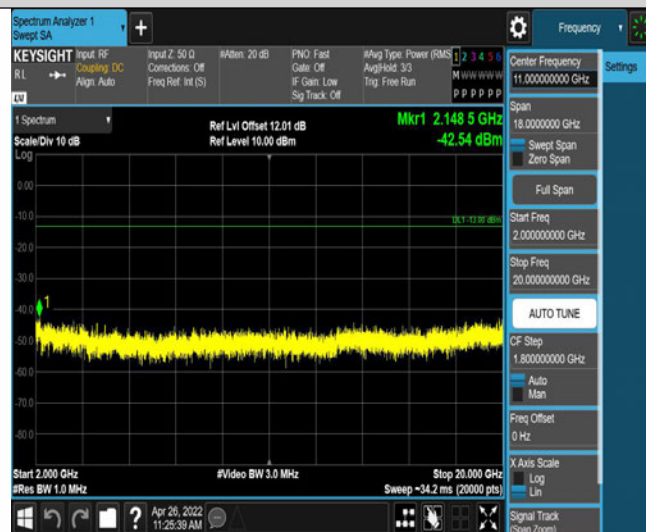 Spectrum Analyzer 1
Swept SA
+
Frequency
KEYSIGHT
Input: RF
Coupling: DC
Align: Auto
Input Z: 50 Ω
Corrections: Off
Freq Ref: Int (S)
#Atten: 20 dB
PNO: Fast
Gate: Off
IF Gain: Low
Sig Track: Off
#Avg Type: Power (RMS
Avg|Hold: 3/3
Trig: Free Run
1 2 3 4 5 6
M W W W W W
P P P P P P
R L
LXI
1 Spectrum
Scale/Div 10 dB
Log
Ref Lvl Offset 12.01 dB
Ref Level 10.00 dBm
Mkr1 2.148 5 GHz
-42.54 dBm
0.00
-10.0
-20.0
-30.0
-40.0
-50.0
-60.0
-70.0
-80.0
DL1 -13.00 dBm
1
Start 2.000 GHz
#Res BW 1.0 MHz
#Video BW 3.0 MHz
Stop 20.000 GHz
Sweep ~34.2 ms (20000 pts)
?
Apr 26, 2022
11:25:39 AM
Center Frequency
11.000000000 GHz
Settings
Span
18.0000000 GHz
Swept Span
Zero Span
Full Span
Start Freq
2.000000000 GHz
Stop Freq
20.000000000 GHz
AUTO TUNE
CF Step
1.800000000 GHz
Auto
Man
Freq Offset
0 Hz
X Axis Scale
Log
Lin
Signal Track
(Span Zoom)